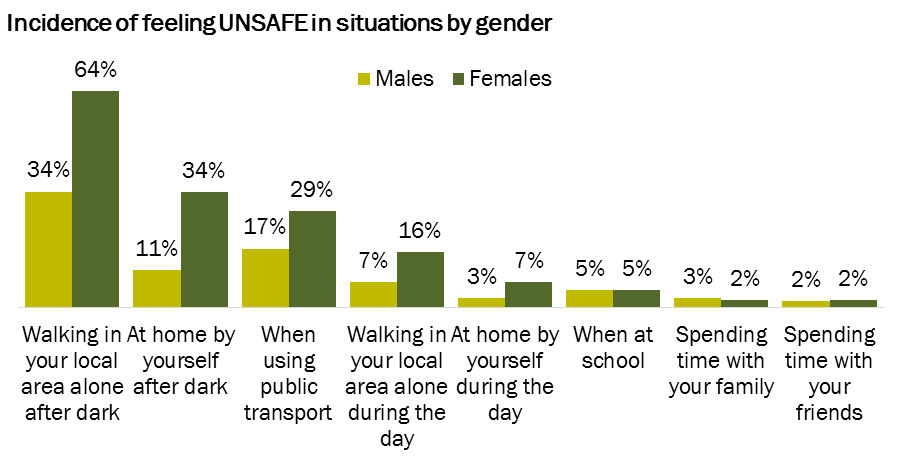 Incidence of feeling UNSAFE in situations by gender
Males Females
34% 64%
11% 34%
17% 29%
7% 16%
3% 7%
5% 5%
3% 2%
2% 2%
Walking in
your local
area alone
after dark
At home by
yourself
after dark
When
using
public
transport
Walking in
your local
area alone
during the
day
At home by
yourself
during the
day
When at
school
Spending
time with
your family
Spending
time with
your
friends